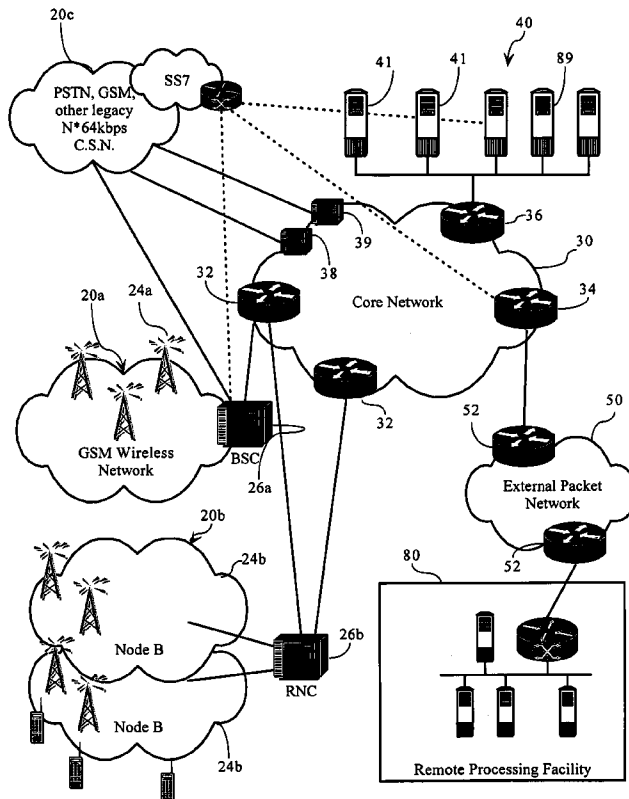 20c
40
SS7
41
41
89
PSTN, GSM,
other legacy
N*64kbps
C.S.N.
39
36
38
30
32
Core Network
34
20a
24a
32
52
50
GSM Wireless
Network
BSC
26a
External Packet
Network
20b
24b
52
80
Node B
26b
RNC
Node B
24b
Remote Processing Facility